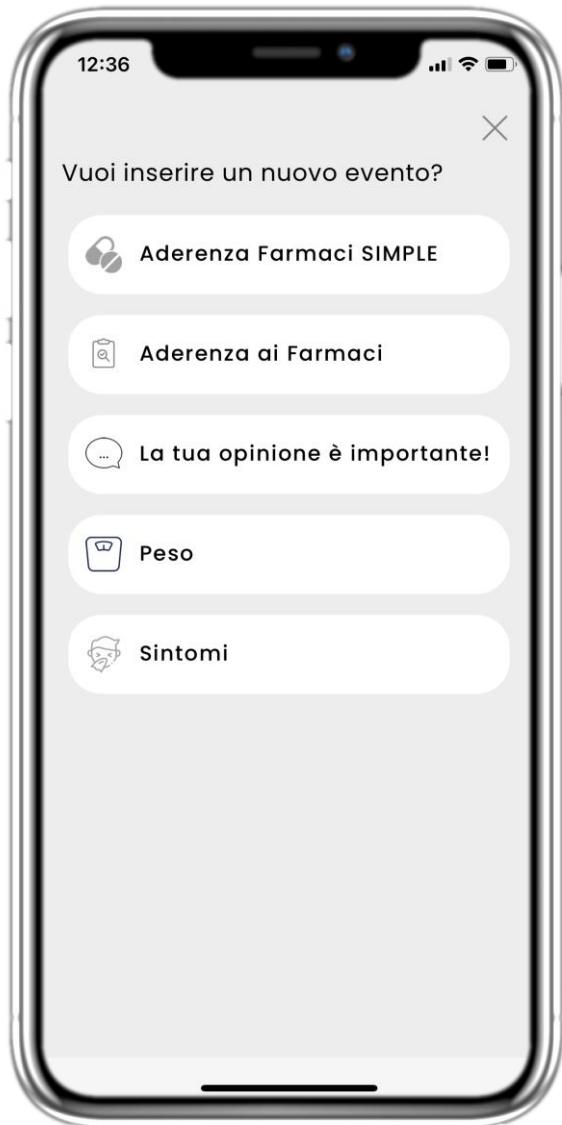 12:36
Vuoi inserire un nuovo evento?
Aderenza Farmaci SIMPLE
Aderenza ai Farmaci
La tua opinione è importante!
Peso
Sintomi